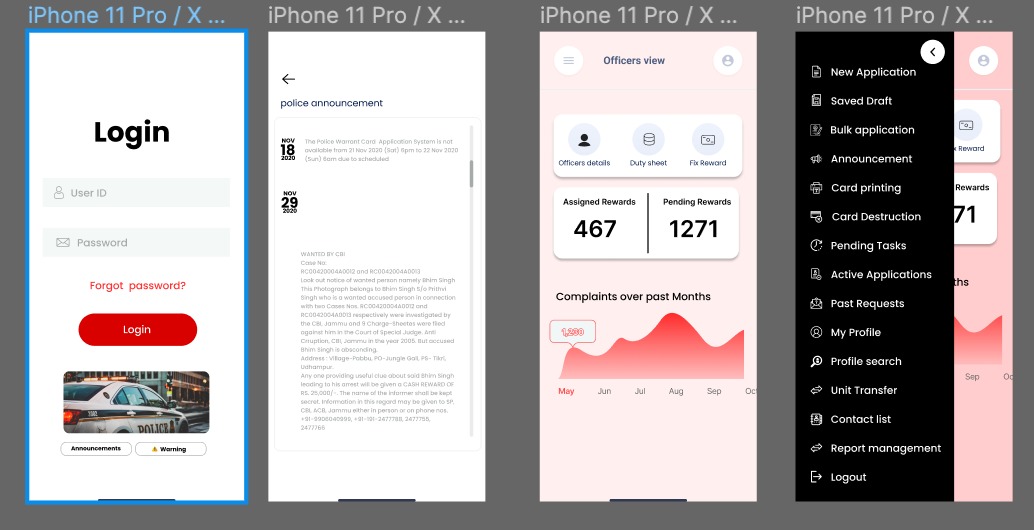 iPhone 11 Pro / X ...
Login
User ID
Password
Forgot password?
Login
POLICE
Announcements
Warning
iPhone 11 Pro / X ...
police announcement
NOV
18
2020
The Police Warrant Card Application System is not
available from 21 Nov 2020 (Sat) 6pm to 22 Nov 2020
(Sun) 6am due to scheduled
NOV
29
2020
WANTED BY CBI
Case No:
RC00420004A0012 and RC00420004A0013
Look out notice of wanted person namely Bhim Singh
This Photograph belongs to Bhim Singh S/o Prithvi
Singh who is a wanted accused person in connection
with two Cases Nos. RC00420004A0012 and
RC00420004A0013 respectively were investigated by
the CBI, Jammu and 9 Charge-Sheetes were filed
against him in the Court of Special Judge, Anti
Corruption, CBI, Jammu in the year 2005. But accused
Bhim Singh is absconding.
Address : Village-Pabbu, PO-Jungle Gali, PS- Tikri,
Udhampur.
Any one providing useful clue about said Bhim Singh
leading to his arrest will be given a CASH REWARD OF
RS. 25,000/-. The name of the informer shall be kept
secret. Information in this regard may be given to SP,
CBI, ACB, Jammu either in person or on phone nos.
+91-9906040999, +91-191-2477788, 2477755,
2477765
iPhone 11 Pro / X ...
Officers view
Officers details
Duty sheet
Fix Reward
Assigned Rewards
467
Pending Rewards
1271
Complaints over past Months
May Jun Jul Aug Sep Oc
iPhone 11 Pro / X ...
New Application
Saved Draft
Bulk application
Announcement
Card printing
Card Destruction
Pending Tasks
Active Applications
Past Requests
My Profile
Profile search
Unit Transfer
Contact list
Report management
Logout
x Reward
Rewards
71
ths
Sep Oc